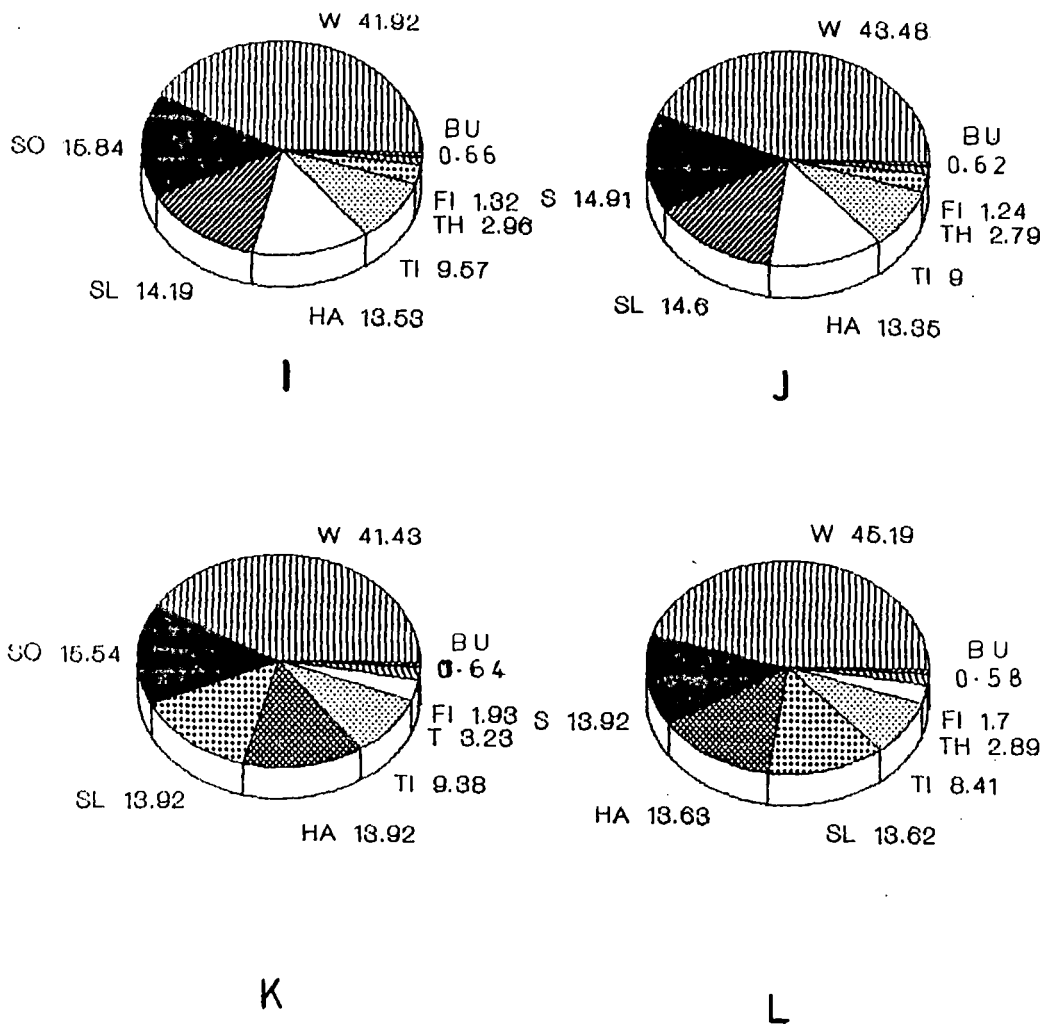 W 41.92
SO 15.84
BU
0.66
FI 1.32
TH 2.96
TI 9.57
SL 14.19
HA 13.53
I
W 43.48
S 14.91
BU
0.62
FI 1.24
TH 2.79
TI 9
SL 14.6
HA 13.35
J
W 41.43
SO 15.54
BU
0.64
FI 1.93
T 3.23
TI 9.38
SL 13.92
HA 13.92
K
W 45.19
S 13.92
BU
0.58
FI 1.7
TH 2.89
TI 8.41
HA 13.63
SL 13.62
L